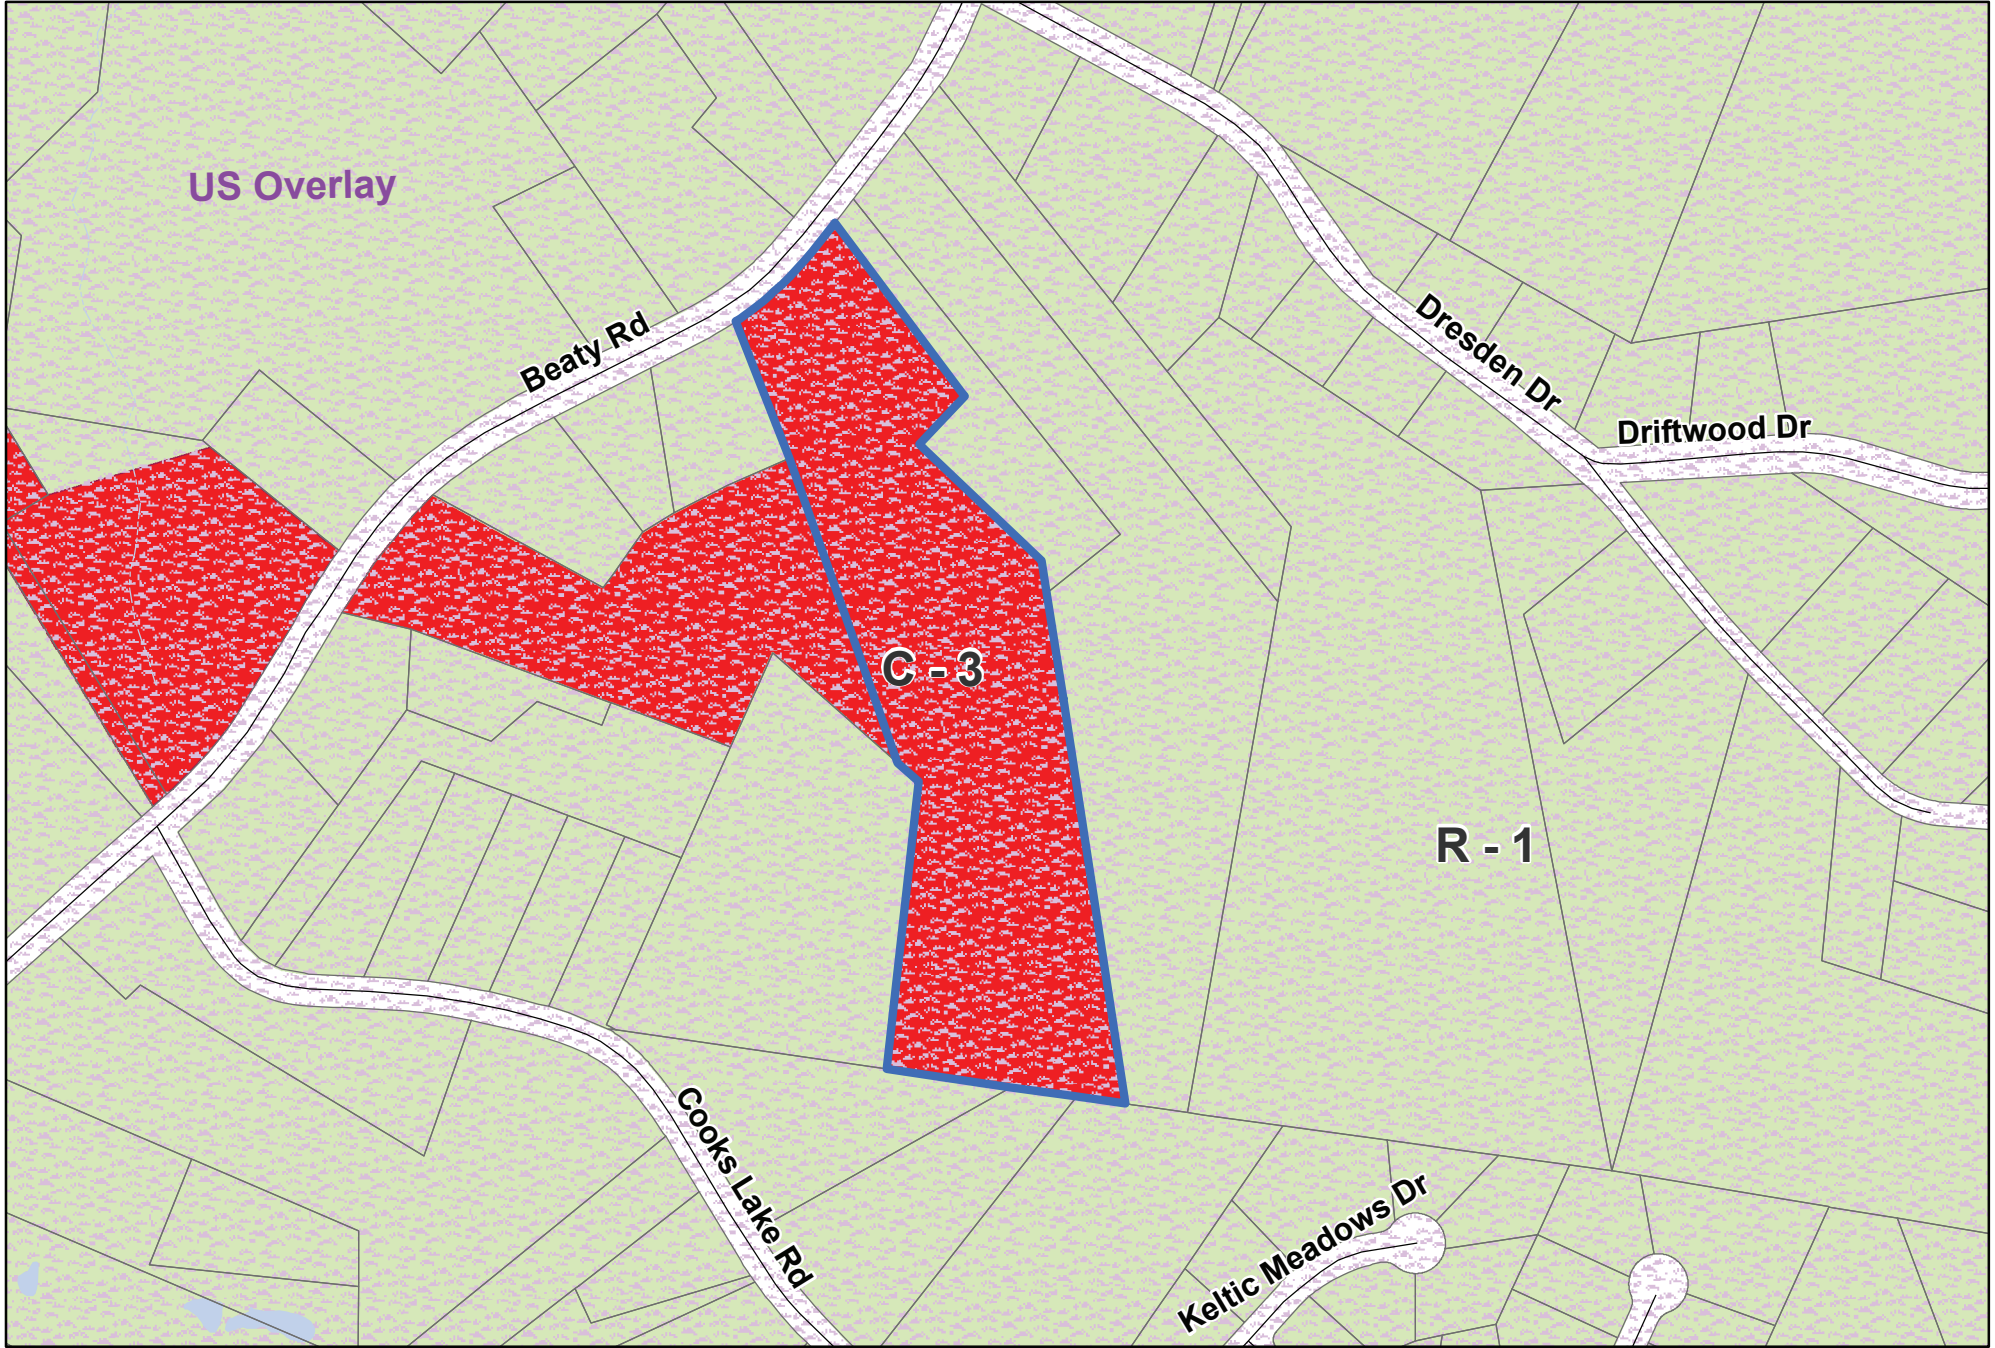 US Overlay
Beaty Rd
Dresden Dr
Driftwood Dr
C - 3
R - 1
Cooks Lake Rd
Keltic Meadows Dr